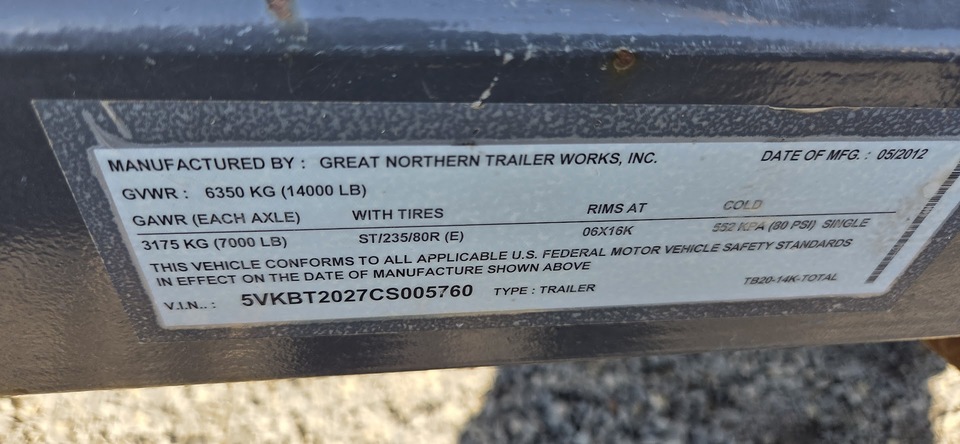 MANUFACTURED BY : GREAT NORTHERN TRAILER WORKS, INC. DATE OF MFG. : 05/2012
GVWR : 6350 KG (14000 LB)
GAWR (EACH AXLE) WITH TIRES RIMS AT COLD
3175 KG (7000 LB) ST/235/80R (E) 06X16K 552 KPA (80 PSI) SINGLE
THIS VEHICLE CONFORMS TO ALL APPLICABLE U.S. FEDERAL MOTOR VEHICLE SAFETY STANDARDS
IN EFFECT ON THE DATE OF MANUFACTURE SHOWN ABOVE
V.I.N.. : 5VKBT2027CS005760 TYPE : TRAILER TB20-14K-TOTAL